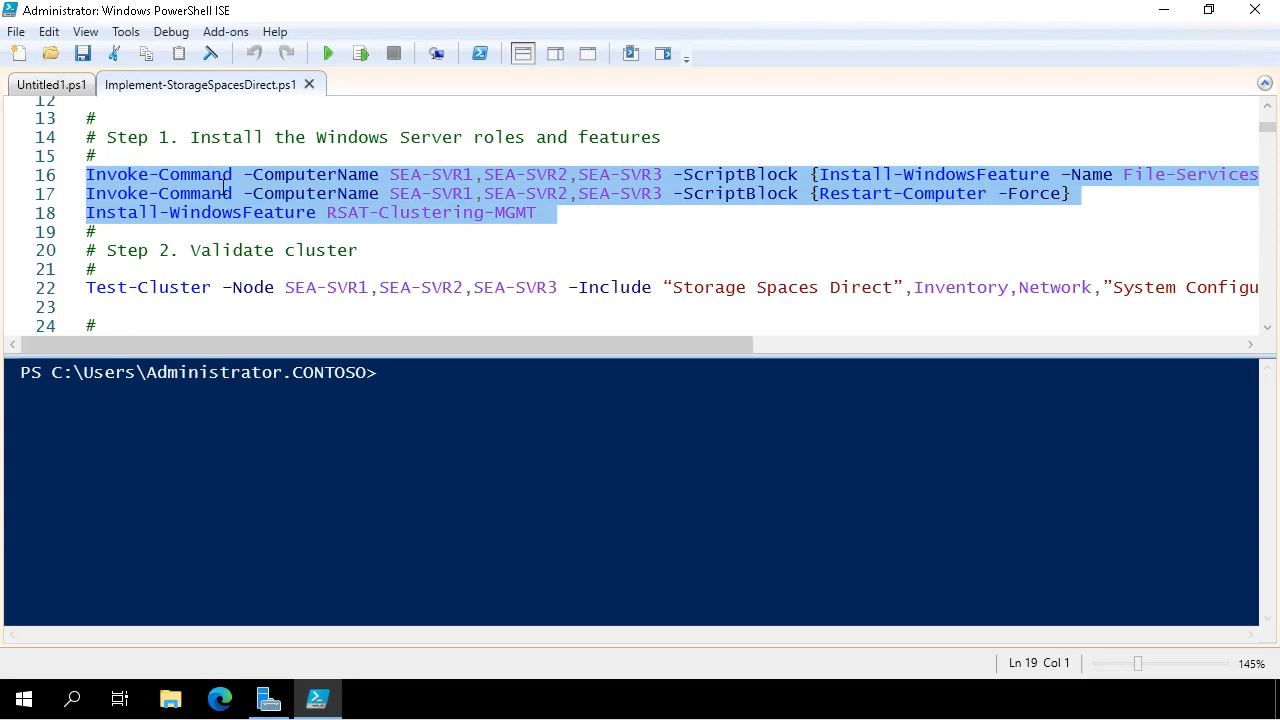 Administrator: Windows PowerShell ISE
File Edit View Tools Debug Add-ons Help
Untitled1.ps1 Implement-StorageSpacesDirect.ps1
12
13 #
14 # Step 1. Install the Windows Server roles and features
15 #
16 Invoke-Command -ComputerName SEA-SVR1,SEA-SVR2,SEA-SVR3 -ScriptBlock {Install-WindowsFeature -Name File-Services
17 Invoke-Command -ComputerName SEA-SVR1,SEA-SVR2,SEA-SVR3 -ScriptBlock {Restart-Computer -Force}
18 Install-WindowsFeature RSAT-Clustering-MGMT
19 #
20 # Step 2. Validate cluster
21 #
22 Test-Cluster -Node SEA-SVR1,SEA-SVR2,SEA-SVR3 -Include “Storage Spaces Direct”,Inventory,Network,”System Configu
23
24 #
PS C:\Users\Administrator.CONTOSO>
Ln 19 Col 1 145%